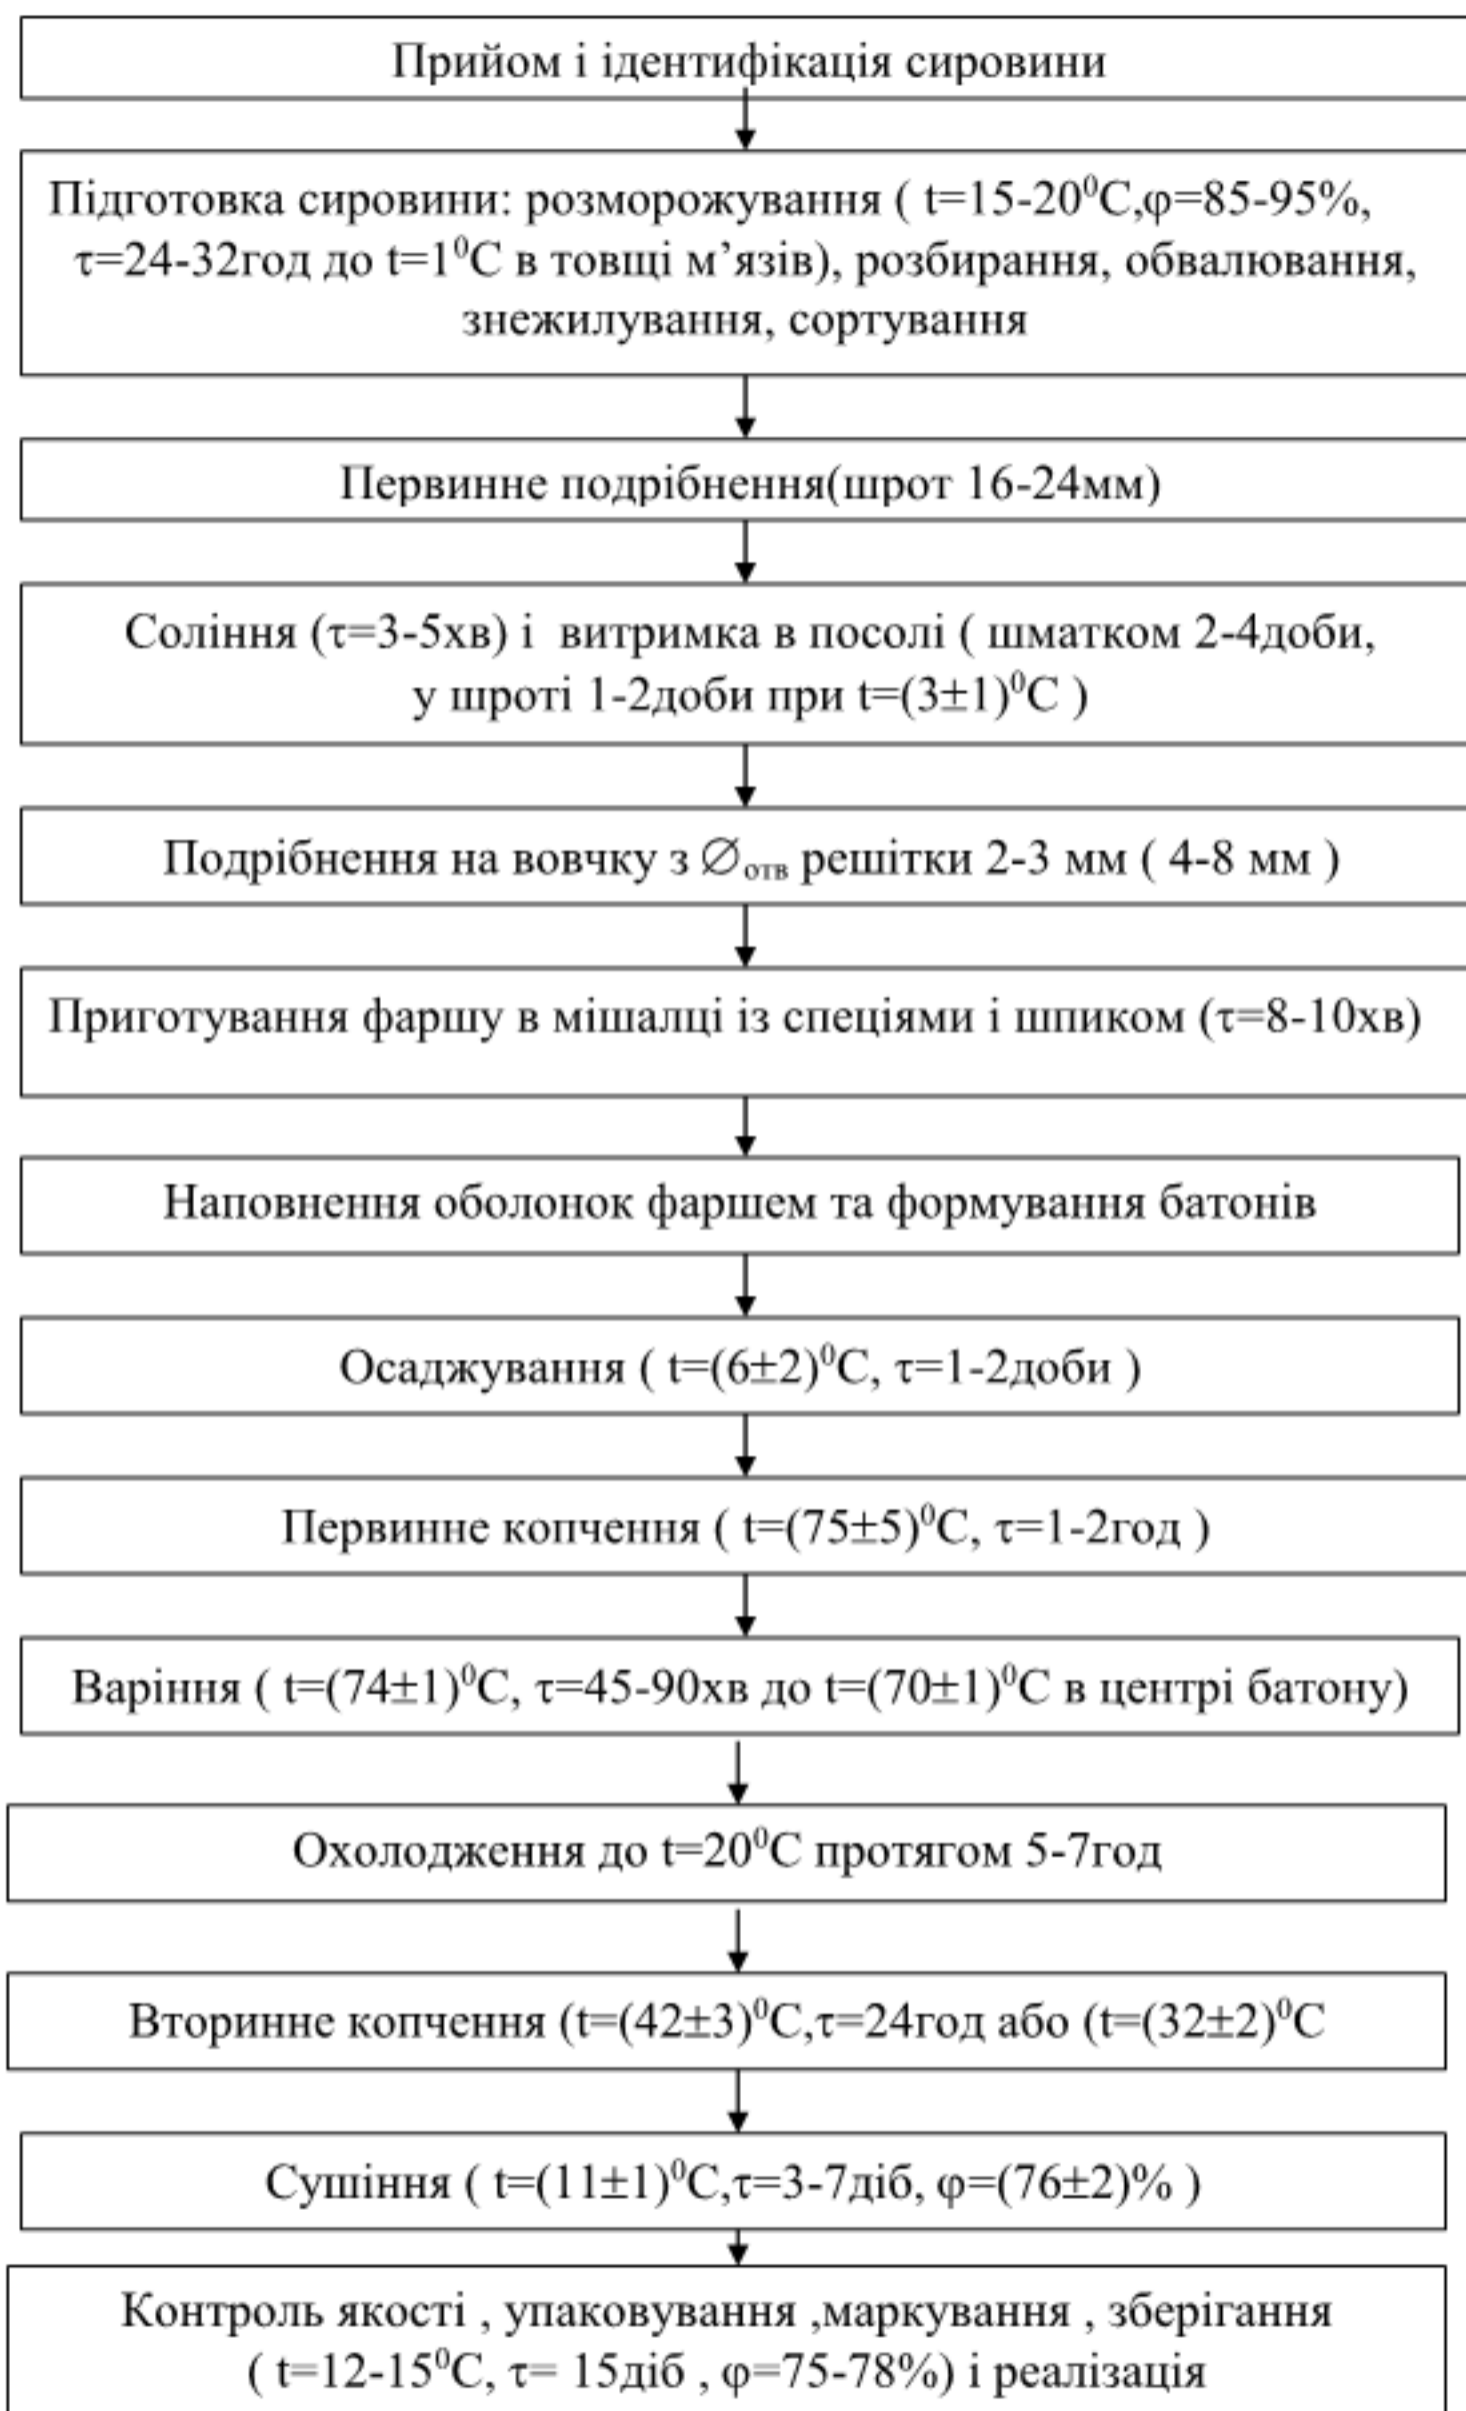 Прийом і ідентифікація сировини
Підготовка сировини: розморожування ( t=15-20⁰C,φ=85-95%,
τ=24-32год до t=1⁰C в товщі м’язів), розбирання, обвалювання,
знежилування, сортування
Первинне подрібнення(шрот 16-24мм)
Соління (τ=3-5хв) і витримка в посолі ( шматком 2-4доби,
у шроті 1-2доби при t=(3±1)⁰C )
Подрібнення на вовчку з ∅отв решітки 2-3 мм ( 4-8 мм )
Приготування фаршу в мішалці із спеціями і шпиком (τ=8-10хв)
Наповнення оболонок фаршем та формування батонів
Осаджування ( t=(6±2)⁰C, τ=1-2доби )
Первинне копчення ( t=(75±5)⁰C, τ=1-2год )
Варіння ( t=(74±1)⁰C, τ=45-90хв до t=(70±1)⁰C в центрі батону)
Охолодження до t=20⁰C протягом 5-7год
Вторинне копчення (t=(42±3)⁰C,τ=24год або (t=(32±2)⁰C
Сушіння ( t=(11±1)⁰C,τ=3-7діб, φ=(76±2)% )
Контроль якості , упаковування ,маркування , зберігання
( t=12-15⁰C, τ= 15діб , φ=75-78%) і реалізація